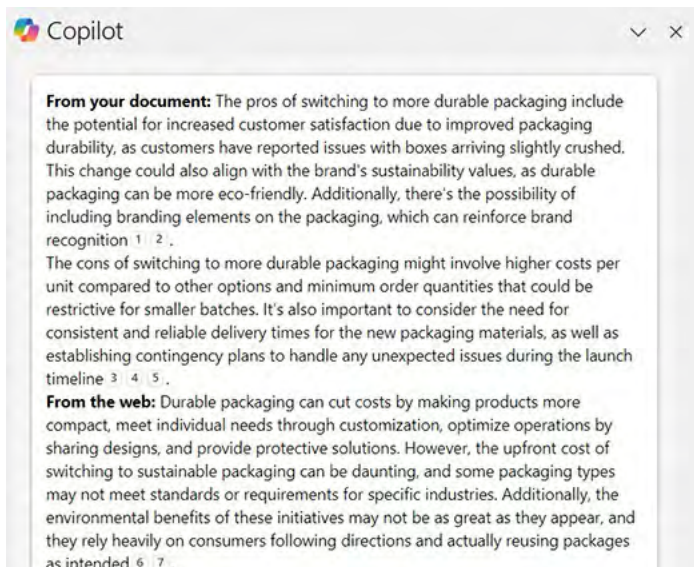 Copilot
From your document: The pros of switching to more durable packaging include
the potential for increased customer satisfaction due to improved packaging
durability, as customers have reported issues with boxes arriving slightly crushed.
This change could also align with the brand's sustainability values, as durable
packaging can be more eco-friendly. Additionally, there's the possibility of
including branding elements on the packaging, which can reinforce brand
recognition 1 2 .
The cons of switching to more durable packaging might involve higher costs per
unit compared to other options and minimum order quantities that could be
restrictive for smaller batches. It's also important to consider the need for
consistent and reliable delivery times for the new packaging materials, as well as
establishing contingency plans to handle any unexpected issues during the launch
timeline 3 4 5 .
From the web: Durable packaging can cut costs by making products more
compact, meet individual needs through customization, optimize operations by
sharing designs, and provide protective solutions. However, the upfront cost of
switching to sustainable packaging can be daunting, and some packaging types
may not meet standards or requirements for specific industries. Additionally, the
environmental benefits of these initiatives may not be as great as they appear, and
they rely heavily on consumers following directions and actually reusing packages
as intended 6 7